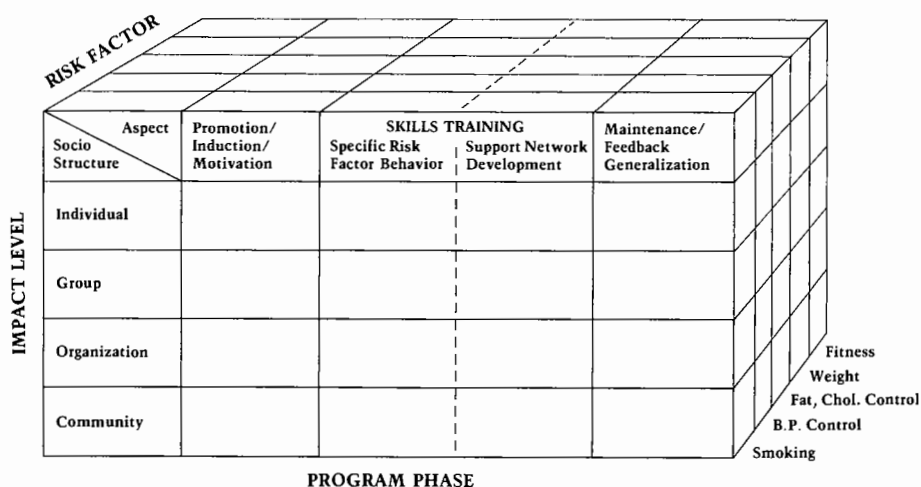 RISK FACTOR
Aspect
Socio
Structure
Promotion/
Induction/
Motivation
SKILLS TRAINING
Specific Risk
Factor Behavior
Support Network
Development
Maintenance/
Feedback
Generalization
IMPACT LEVEL
Individual
Group
Organization
Community
Fitness
Weight
Fat, Chol. Control
B.P. Control
Smoking
PROGRAM PHASE